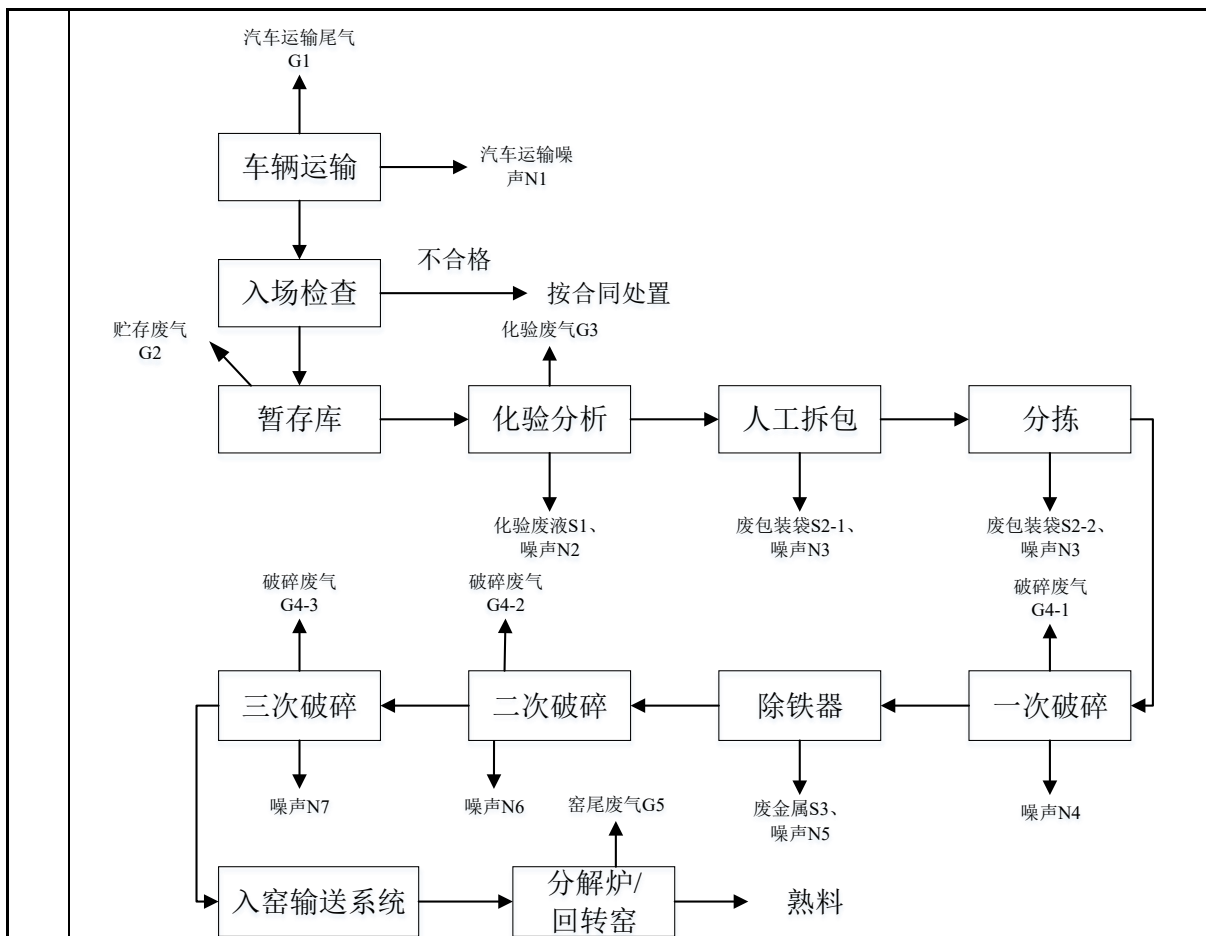 汽车运输尾气
G1
车辆运输
汽车运输噪
声N1
入场检查
不合格
按合同处置
贮存废气
G2
化验废气G3
暂存库
化验分析
人工拆包
分拣
化验废液S1、
噪声N2
废包装袋S2-1、
噪声N3
废包装袋S2-2、
噪声N3
破碎废气
G4-3
破碎废气
G4-2
破碎废气
G4-1
三次破碎
二次破碎
除铁器
一次破碎
噪声N7
噪声N6
窑尾废气G5
废金属S3、
噪声N5
噪声N4
入窑输送系统
分解炉/
回转窑
熟料